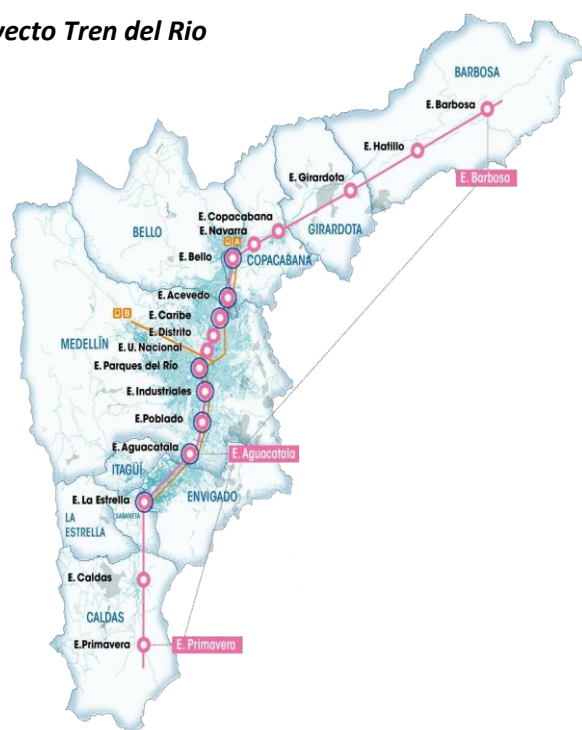 yecto Tren del Rio
BARBOSA
E. Barbosa
E. Hatillo
E. Barbosa
E. Girardota
GIRARDOTA
E. Copacabana
E. Navarra
BELLO
A
E. Bello
COPACABANA
E. Acevedo
B
E. Caribe
E. Distrito
MEDELLÍN
E. U. Nacional
E. Parques del Río
E. Industriales
E. Poblado
E. Aguacatala
E. Aguacatala
ITAGÜÍ
ENVIGADO
E. La Estrella
SABANETA
LA
ESTRELLA
E. Caldas
CALDAS
E. Primavera
E. Primavera